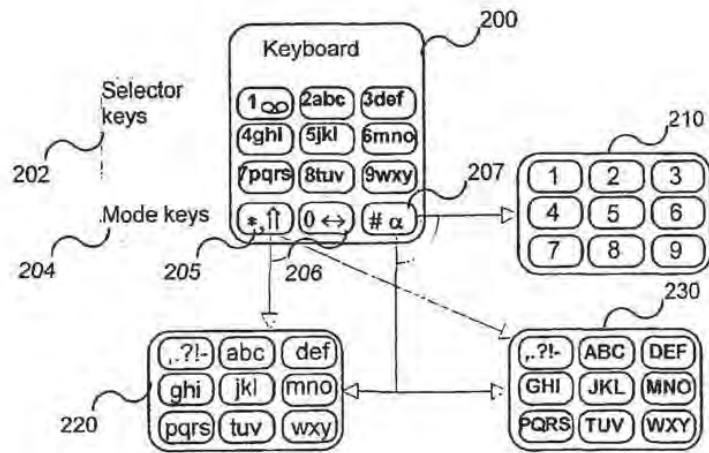 200
Keyboard
Selector
keys
1 2abc 3def
4ghi 5jkl 6mno
7pqrs 8tuv 9wxy
202
210
1 2 3
4 5 6
7 8 9
207
Mode keys
*,⇑ 0 ↔ # α
204
205
206
230
,.?!- abc def
ghi jkl mno
pqrs tuv wxy
220
,.?!- ABC DEF
GHI JKL MNO
PQRS TUV WXY